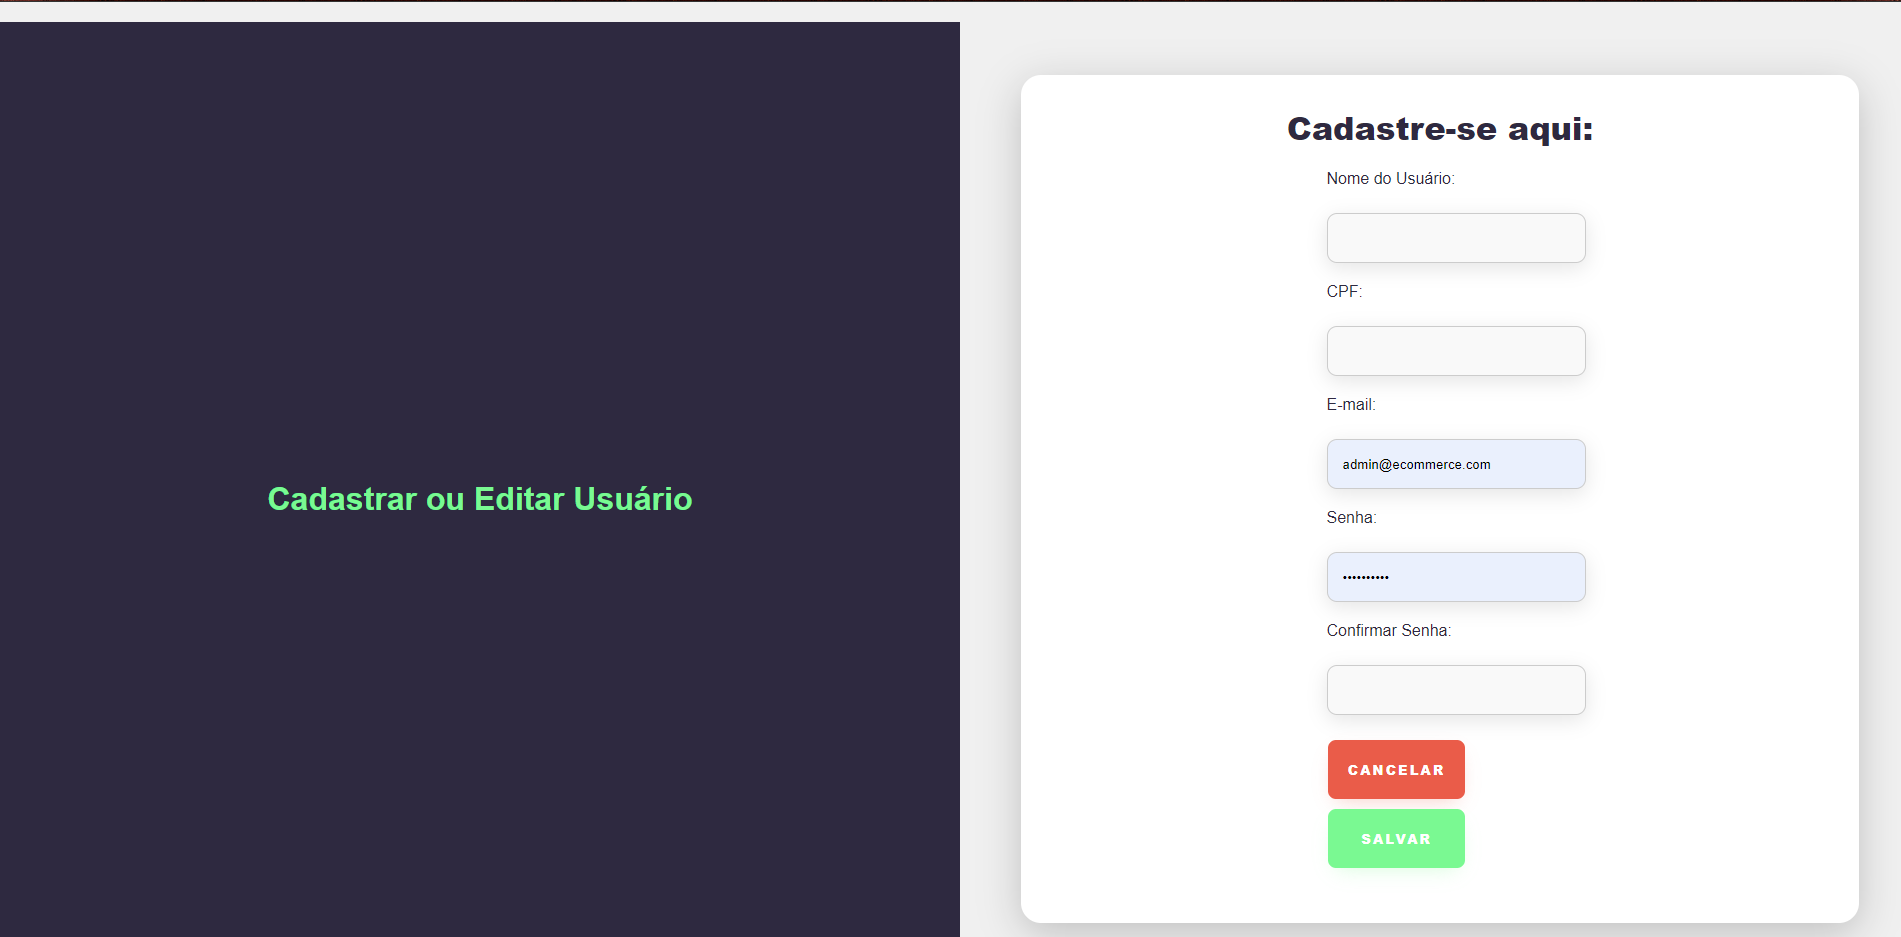 Cadastrar ou Editar Usuário
Cadastre-se aqui:
Nome do Usuário:
CPF:
E-mail:
admin@ecommerce.com
Senha:
••••••••••
Confirmar Senha:
CANCELAR
SALVAR